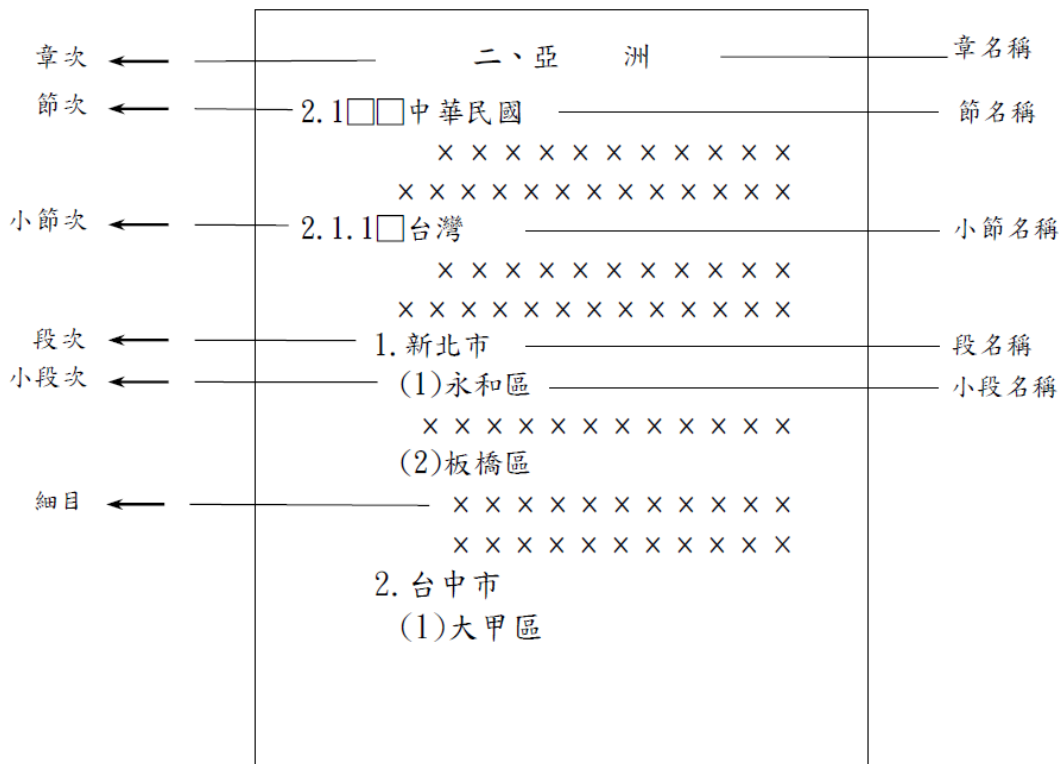 章次 二、亞 洲 章名稱
節次 2.1□□中華民國 節名稱
× × × × × × × × × × ×
× × × × × × × × × × × × ×
小節次 2.1.1□台灣 小節名稱
× × × × × × × × × × ×
× × × × × × × × × × × × ×
段次 1.新北市 段名稱
小段次 (1)永和區 小段名稱
× × × × × × × × × × × ×
(2)板橋區
細目 × × × × × × × × × × ×
× × × × × × × × × × ×
2.台中市
(1)大甲區